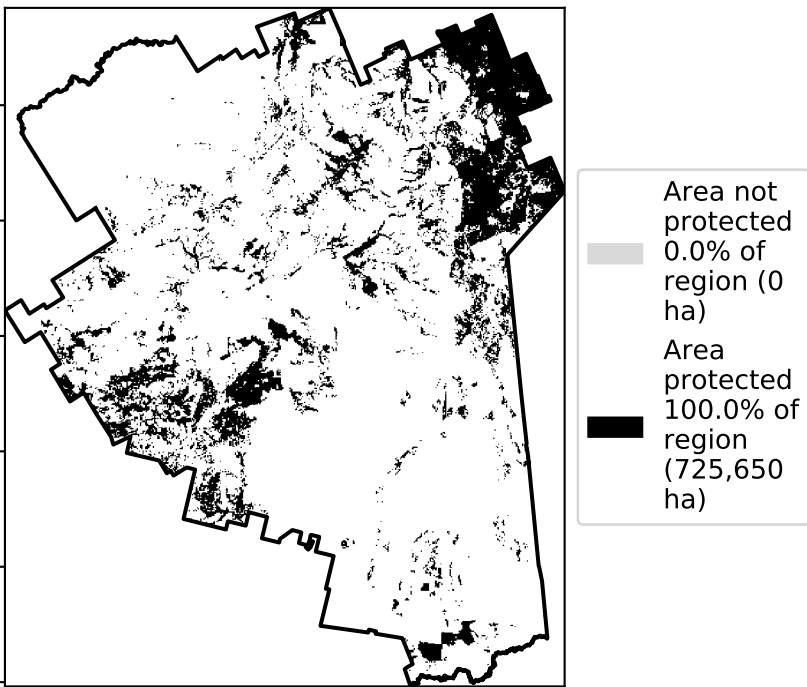 Area not
protected
0.0% of
region (0
ha)
Area
protected
100.0% of
region
(725,650
ha)